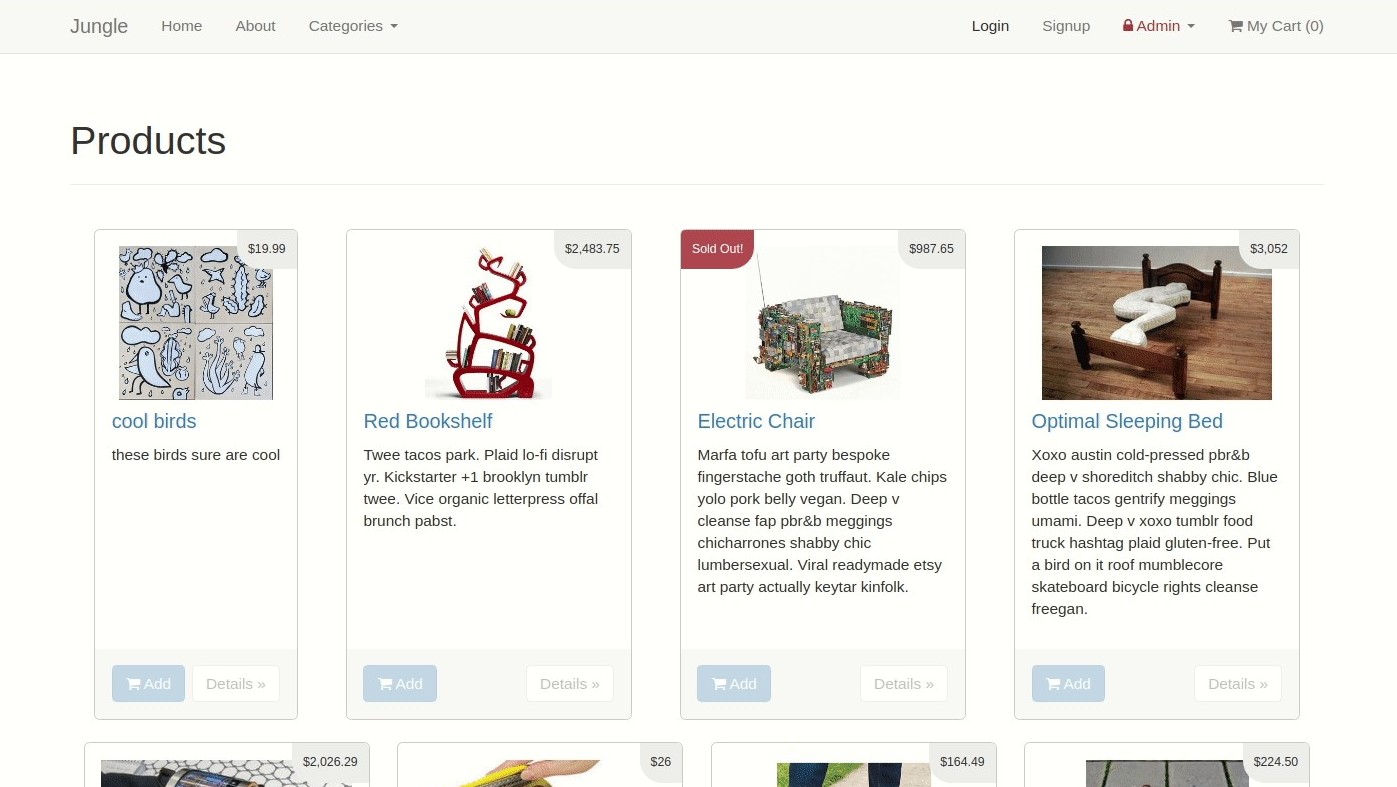 Jungle Home About Categories Login Signup Admin My Cart (0)
Products
$19.99
cool birds
these birds sure are cool
Add Details »
$2,483.75
Red Bookshelf
Twee tacos park. Plaid lo-fi disrupt
yr. Kickstarter +1 brooklyn tumblr
twee. Vice organic letterpress offal
brunch pabst.
Add Details »
Sold Out! $987.65
Electric Chair
Marfa tofu art party bespoke
fingerstache goth truffaut. Kale chips
yolo pork belly vegan. Deep v
cleanse fap pbr&b meggings
chicharrones shabby chic
lumbersexual. Viral readymade etsy
art party actually keytar kinfolk.
Add Details »
$3,052
Optimal Sleeping Bed
Xoxo austin cold-pressed pbr&b
deep v shoreditch shabby chic. Blue
bottle tacos gentrify meggings
umami. Deep v xoxo tumblr food
truck hashtag plaid gluten-free. Put
a bird on it roof mumblecore
skateboard bicycle rights cleanse
freegan.
Add Details »
$2,026.29
$26
$164.49
$224.50